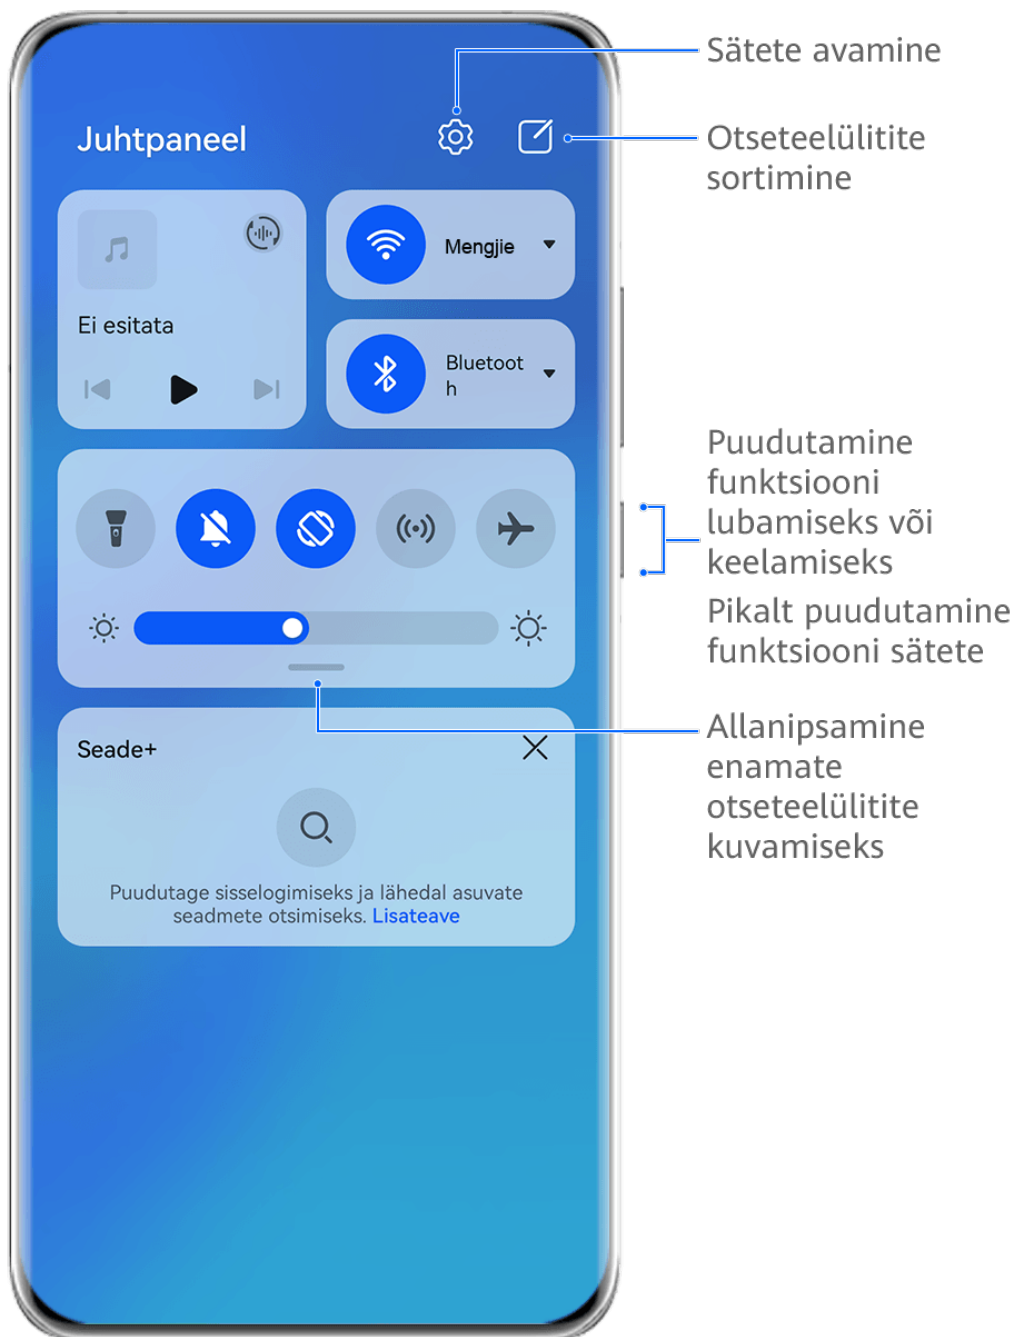 Sätete avamine
Juhtpaneel
Otseteelülitite
sortimine
Mengjie
Ei esitata
Bluetoot
h
Puudutamine
funktsiooni
lubamiseks või
keelamiseks
Pikalt puudutamine
funktsiooni sätete
Allanipsamine
enamate
otseteelülitite
kuvamiseks
Seade+
Puudutage sisselogimiseks ja lähedal asuvate
seadmete otsimiseks. Lisateave